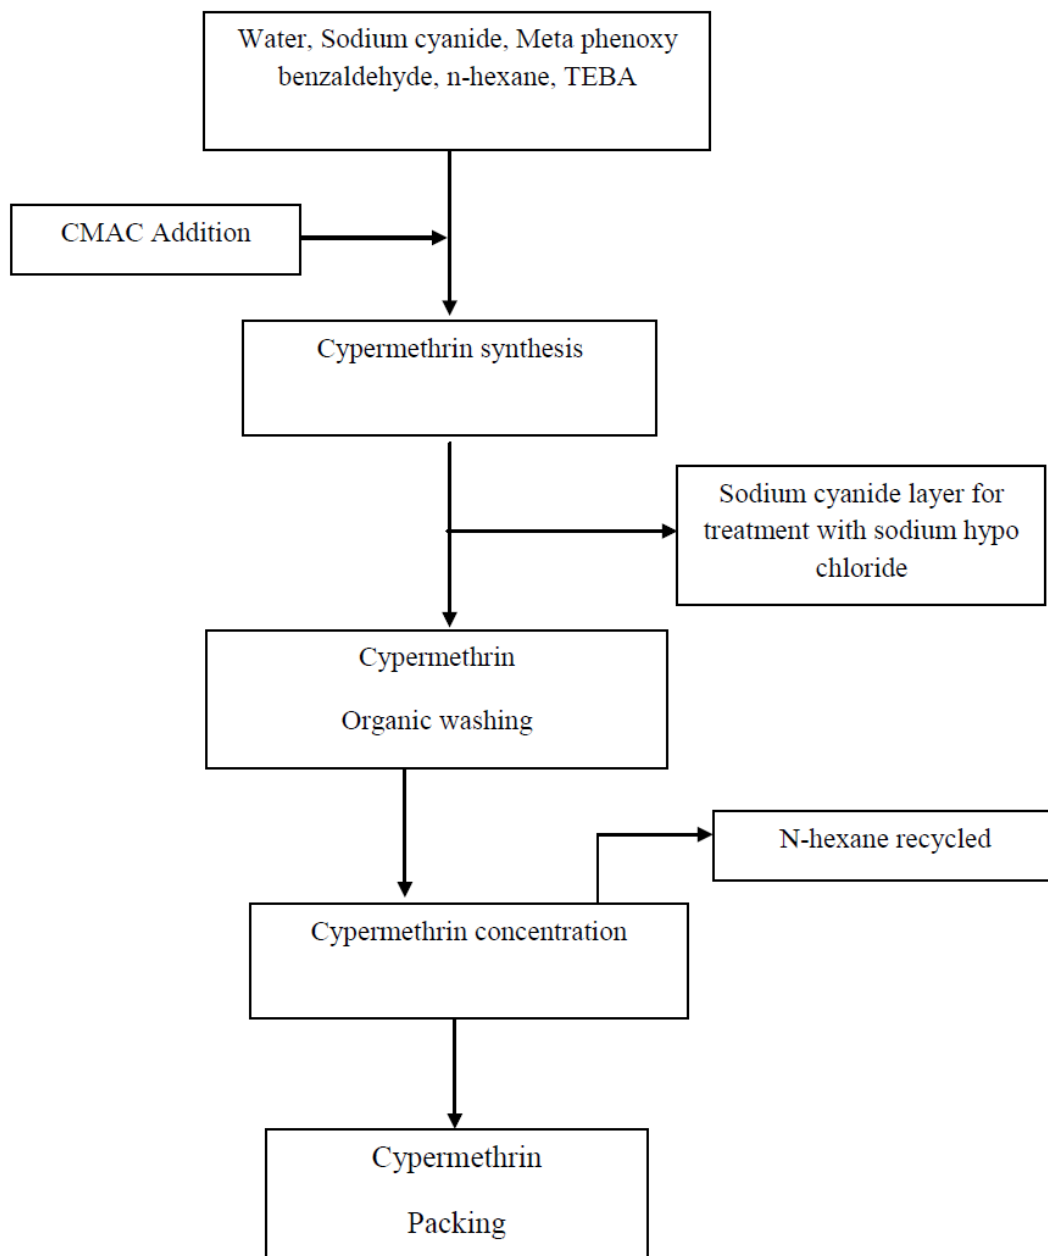 Water, Sodium cyanide, Meta phenoxy
benzaldehyde, n-hexane, TEBA
CMAC Addition
Cypermethrin synthesis
Sodium cyanide layer for
treatment with sodium hypo
chloride
Cypermethrin
Organic washing
N-hexane recycled
Cypermethrin concentration
Cypermethrin
Packing